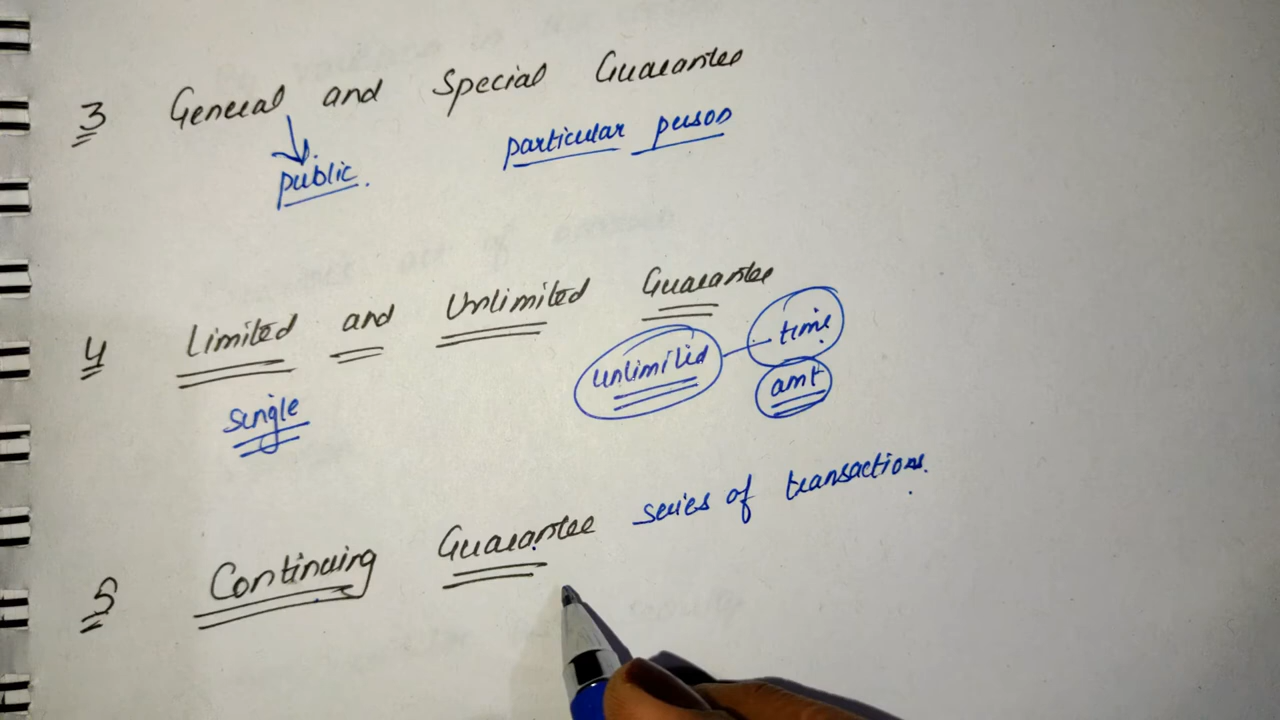 3 General and Special Guarantee
public. particular person
4 Limited and Unlimited Guarantee
single unlimited time
amt
5 Continuing Guarantee series of transactions.